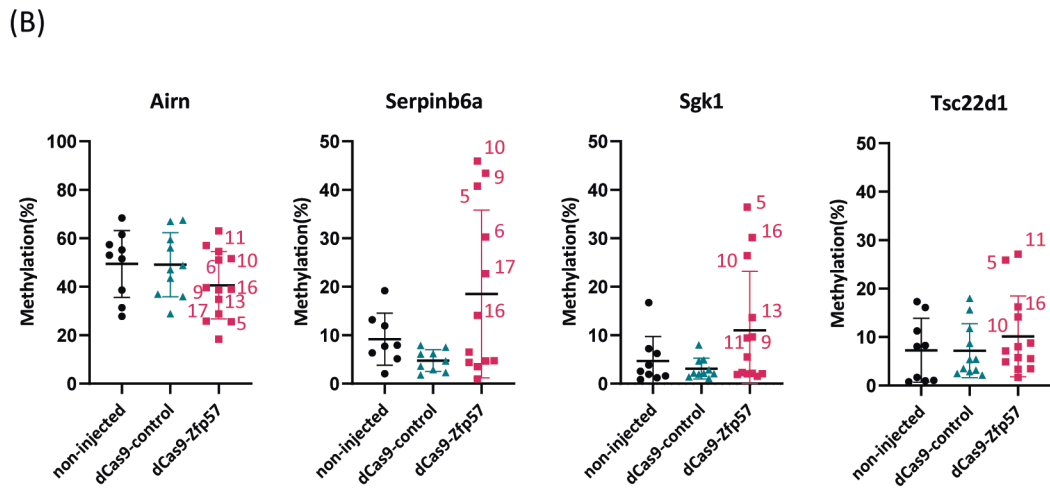 (B)
Airn
Methylation(%)
100
80
60
40
20
0
11
6
10
9
16
13
17
5
non-injected
dCas9-control
dCas9-Zfp57
Serpinb6a
Methylation(%)
50
40
30
20
10
0
10
9
5
6
17
16
non-injected
dCas9-control
dCas9-Zfp57
Sgk1
Methylation(%)
50
40
30
20
10
0
5
16
10
13
11
9
non-injected
dCas9-control
dCas9-Zfp57
Tsc22d1
Methylation(%)
50
40
30
20
10
0
11
5
16
10
non-injected
dCas9-control
dCas9-Zfp57